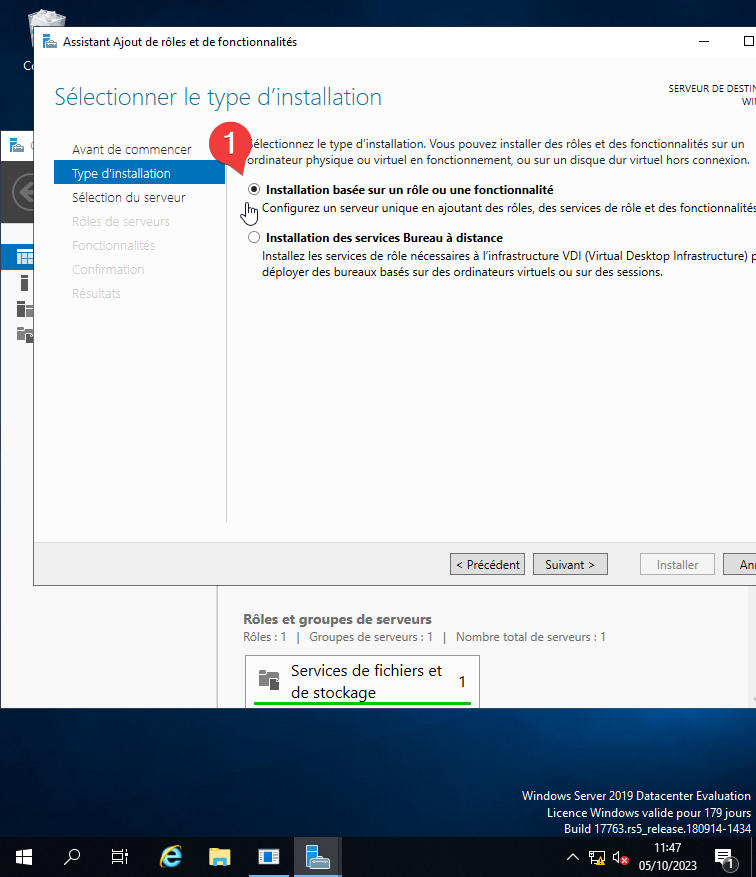 Assistant Ajout de rôles et de fonctionnalités
Sélectionner le type d'installation
SERVEUR DE DESTIN
WI
Avant de commencer
Type d'installation
Sélection du serveur
Rôles de serveurs
Fonctionnalités
Confirmation
Résultats
1
électionnez le type d'installation. Vous pouvez installer des rôles et des fonctionnalités sur un
ordinateur physique ou virtuel en fonctionnement, ou sur un disque dur virtuel hors connexion.
Installation basée sur un rôle ou une fonctionnalité
Configurez un serveur unique en ajoutant des rôles, des services de rôle et des fonctionnalités
Installation des services Bureau à distance
Installez les services de rôle nécessaires à l'infrastructure VDI (Virtual Desktop Infrastructure) p
déployer des bureaux basés sur des ordinateurs virtuels ou sur des sessions.
< Précédent
Suivant >
Installer
An
Rôles et groupes de serveurs
Rôles : 1 | Groupes de serveurs : 1 | Nombre total de serveurs : 1
Services de fichiers et
de stockage
1
Windows Server 2019 Datacenter Evaluation
Licence Windows valide pour 179 jours
Build 17763.rs5_release.180914-1434
11:47
05/10/2023
1